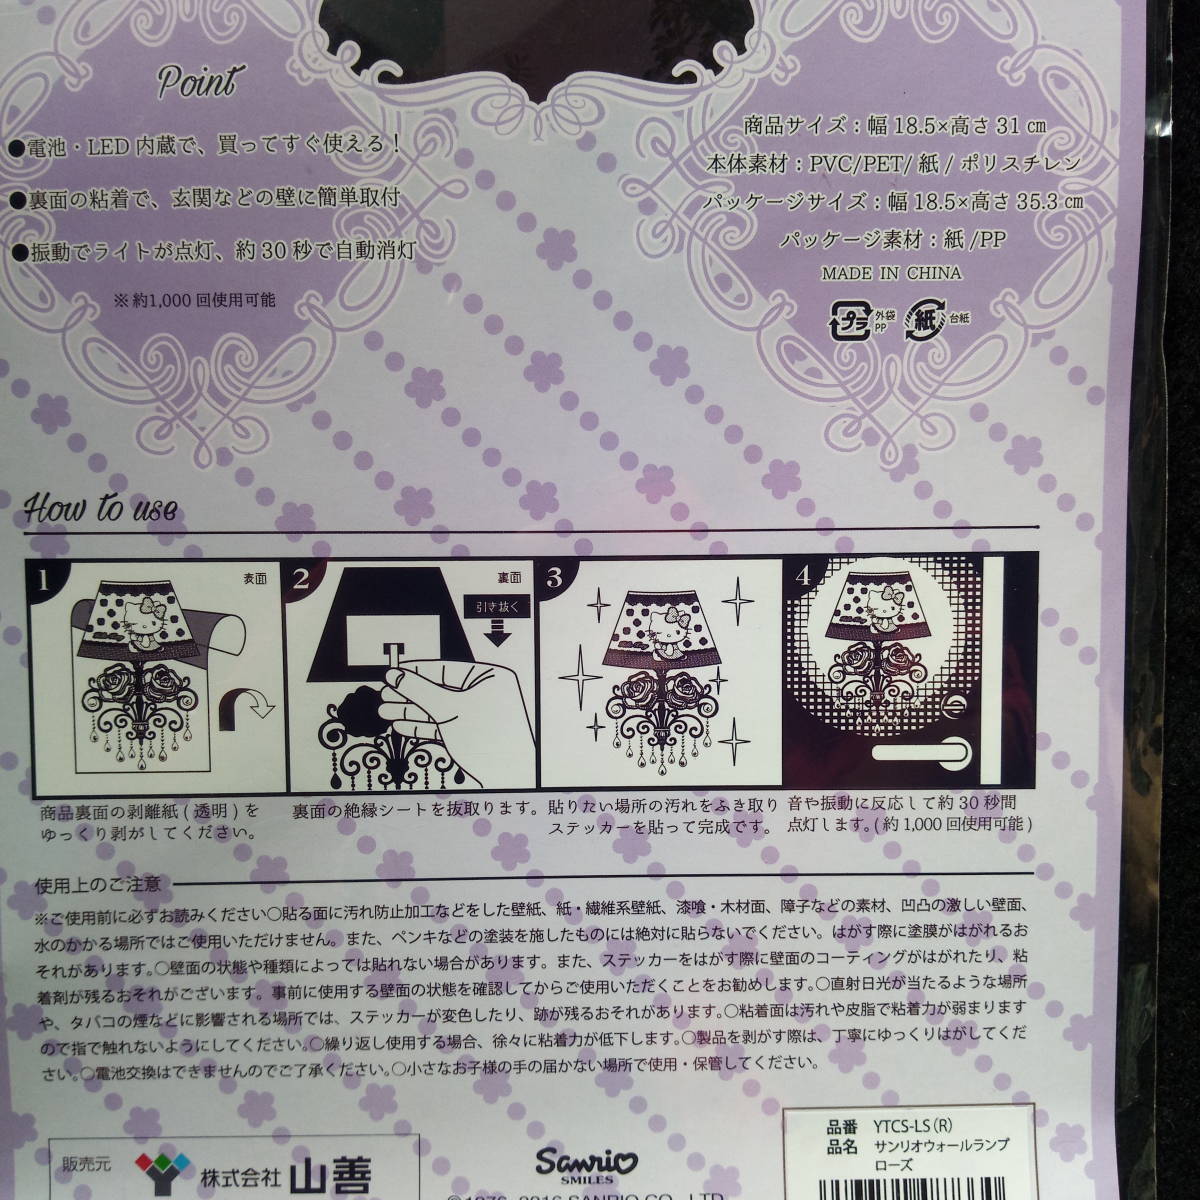 Point
●電池・LED内蔵で、買ってすぐ使える！
●裏面の粘着で、玄関などの壁に簡単取付
●振動でライトが点灯、約30秒で自動消灯
※約1,000回使用可能
商品サイズ：幅18.5×高さ31㎝
本体素材：PVC/PET/紙/ポリスチレン
パッケージサイズ：幅18.5×高さ35.3㎝
パッケージ素材：紙/PP
MADE IN CHINA
プラ 外袋 PP 紙 台紙
How to use
1 表面
2 裏面
引き抜く
3
4
商品裏面の剥離紙(透明)を
ゆっくり剥がしてください。
裏面の絶縁シートを抜取ります。
貼りたい場所の汚れをふき取り
ステッカーを貼って完成です。
音や振動に反応して約30秒間
点灯します。(約1,000回使用可能)
使用上のご注意
※ご使用前に必ずお読みください○貼る面に汚れ防止加工などをした壁紙、紙・繊維系壁紙、漆喰・木材面、障子などの素材、凹凸の激しい壁面、
水のかかる場所ではご使用いただけません。また、ペンキなどの塗装を施したものには絶対に貼らないでください。はがす際に塗膜がはがれるお
それがあります。○壁面の状態や種類によっては貼れない場合があります。また、ステッカーをはがす際に壁面のコーティングがはがれたり、粘
着剤が残るおそれがございます。事前に使用する壁面の状態を確認してからご使用いただくことをお勧めします。○直射日光が当たるような場所
や、タバコの煙などに影響される場所では、ステッカーが変色したり、跡が残るおそれがあります。○粘着面は汚れや皮脂で粘着力が弱まります
ので指で触れないようにしてください。○繰り返し使用する場合、徐々に粘着力が低下します。○製品を剥がす際は、丁寧にゆっくりはがしてくだ
さい。○電池交換はできませんのでご了承ください。○小さなお子様の手の届かない場所で使用・保管してください。
販売元 株式会社 山善
Sanrio
SMILES
©1976, 2016 SANRIO CO., LTD.
品番 YTCS-LS(R)
品名 サンリオウォールランプ
ローズ